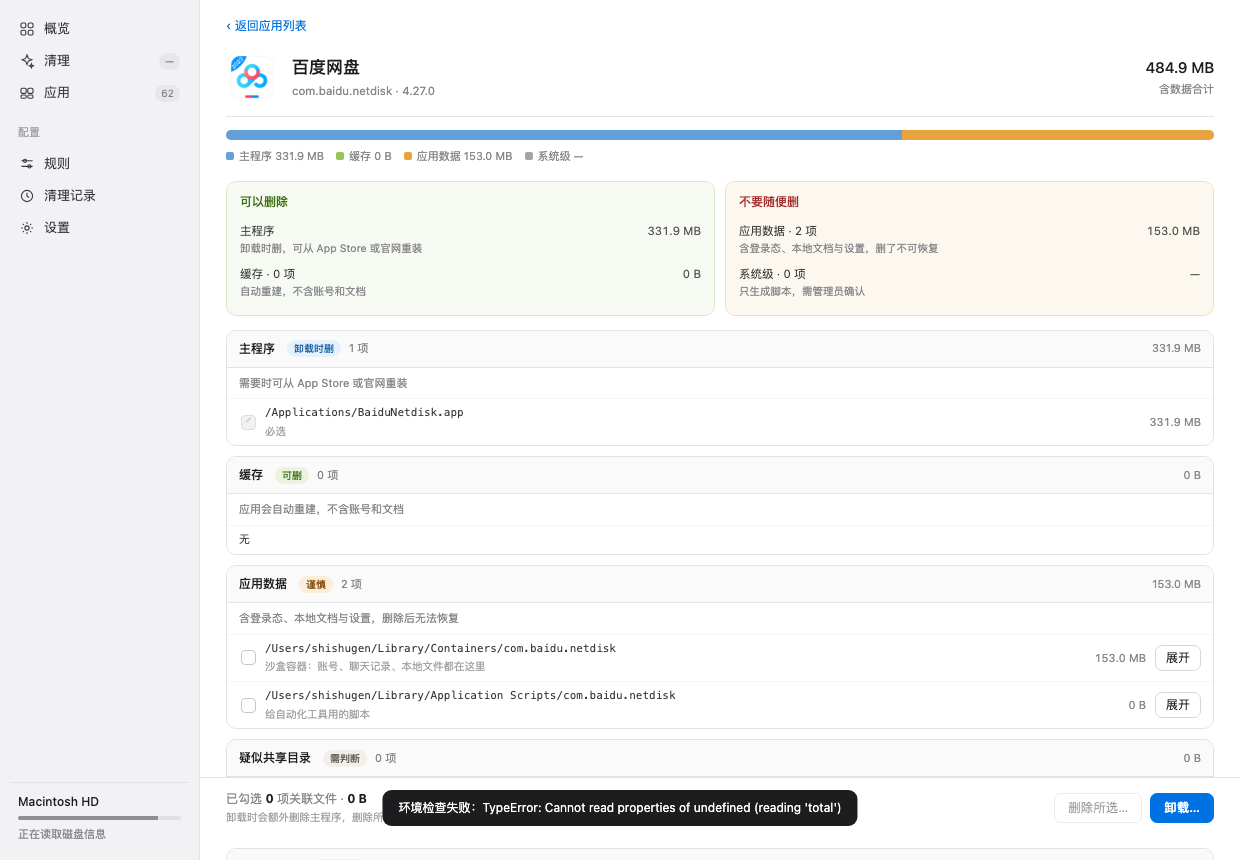 概览
清理 —
应用 62
配置
规则
清理记录
设置
Macintosh HD
正在读取磁盘信息
‹ 返回应用列表
百度网盘
com.baidu.netdisk · 4.27.0
484.9 MB
含数据合计
主程序 331.9 MB 缓存 0 B 应用数据 153.0 MB 系统级 —
可以删除
主程序 331.9 MB
卸载时删，可从 App Store 或官网重装
缓存 · 0 项 0 B
自动重建，不含账号和文档
不要随便删
应用数据 · 2 项 153.0 MB
含登录态、本地文档与设置，删了不可恢复
系统级 · 0 项 —
只生成脚本，需管理员确认
主程序 卸载时删 1 项 331.9 MB
需要时可从 App Store 或官网重装
/Applications/BaiduNetdisk.app
必选
331.9 MB
缓存 可删 0 项 0 B
应用会自动重建，不含账号和文档
无
应用数据 谨慎 2 项 153.0 MB
含登录态、本地文档与设置，删除后无法恢复
/Users/shishugen/Library/Containers/com.baidu.netdisk
沙盒容器：账号、聊天记录、本地文件都在这里
153.0 MB 展开
/Users/shishugen/Library/Application Scripts/com.baidu.netdisk
给自动化工具用的脚本
0 B 展开
疑似共享目录 需判断 0 项 0 B
已勾选 0 项关联文件 · 0 B
卸载时会额外删除主程序，删除所
环境检查失败：TypeError: Cannot read properties of undefined (reading 'total')
删除所选… 卸载…